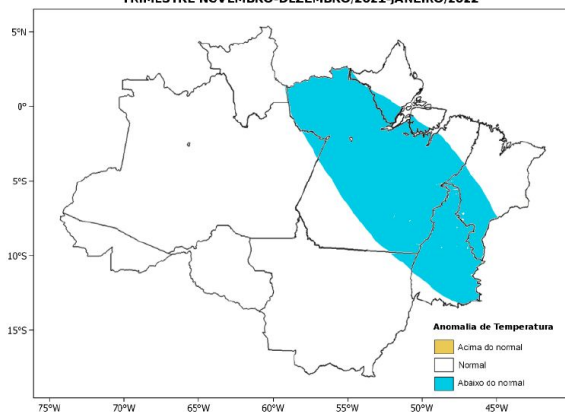 TRIMESTRE NOVEMBRO-DEZEMBRO/2021-JANEIRO/2022
5°N
0°
5°S
10°S
15°S
Anomalia de Temperatura
Acima do normal
Normal
Abaixo do normal
75°W 70°W 65°W 60°W 55°W 50°W 45°W